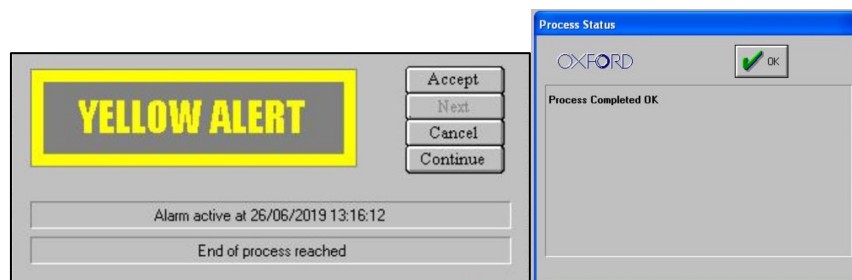 YELLOW ALERT
Accept
Next
Cancel
Continue
Alarm active at 26/06/2019 13:16:12
End of process reached
Process Status
OXFORD
OK
Process Completed OK